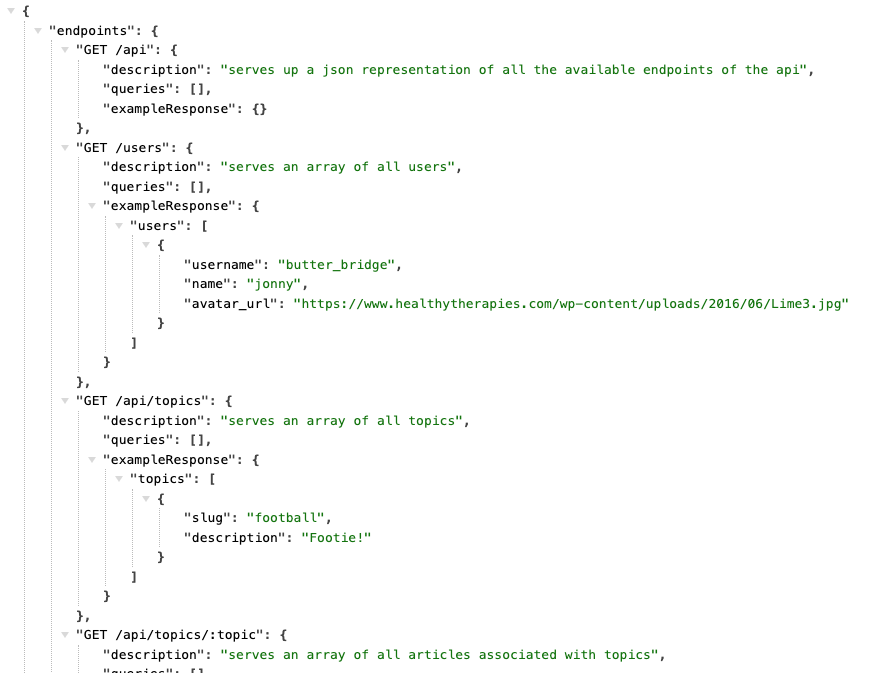 {
"endpoints": {
"GET /api": {
"description": "serves up a json representation of all the available endpoints of the api",
"queries": [],
"exampleResponse": {}
},
"GET /users": {
"description": "serves an array of all users",
"queries": [],
"exampleResponse": {
"users": [
{
"username": "butter_bridge",
"name": "jonny",
"avatar_url": "https://www.healthytherapies.com/wp-content/uploads/2016/06/Lime3.jpg"
}
]
}
},
"GET /api/topics": {
"description": "serves an array of all topics",
"queries": [],
"exampleResponse": {
"topics": [
{
"slug": "football",
"description": "Footie!"
}
]
}
},
"GET /api/topics/:topic": {
"description": "serves an array of all articles associated with topics",
"queries": [],